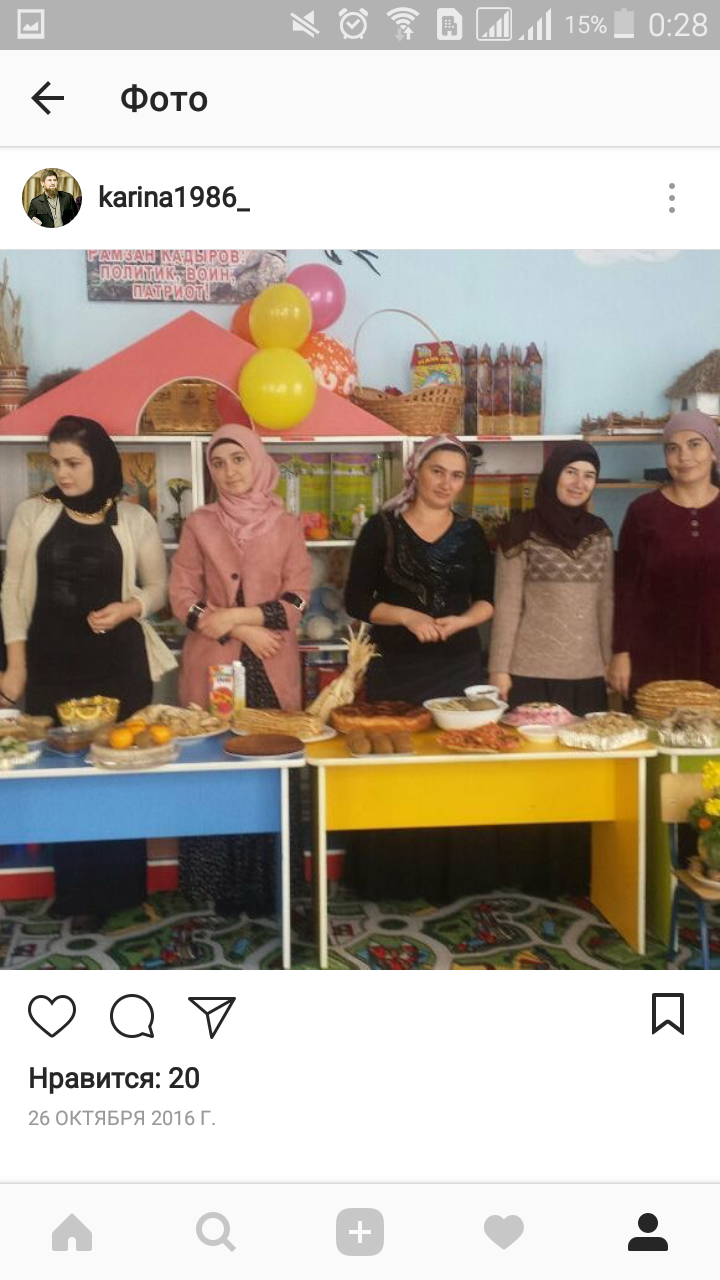 15% 0:28
Фото
karina1986_
РАМЗАН КАДЫРОВ:
ПОЛИТИК, ВОИН,
ПАТРИОТ!
Нравится: 20
26 ОКТЯБРЯ 2016 Г.